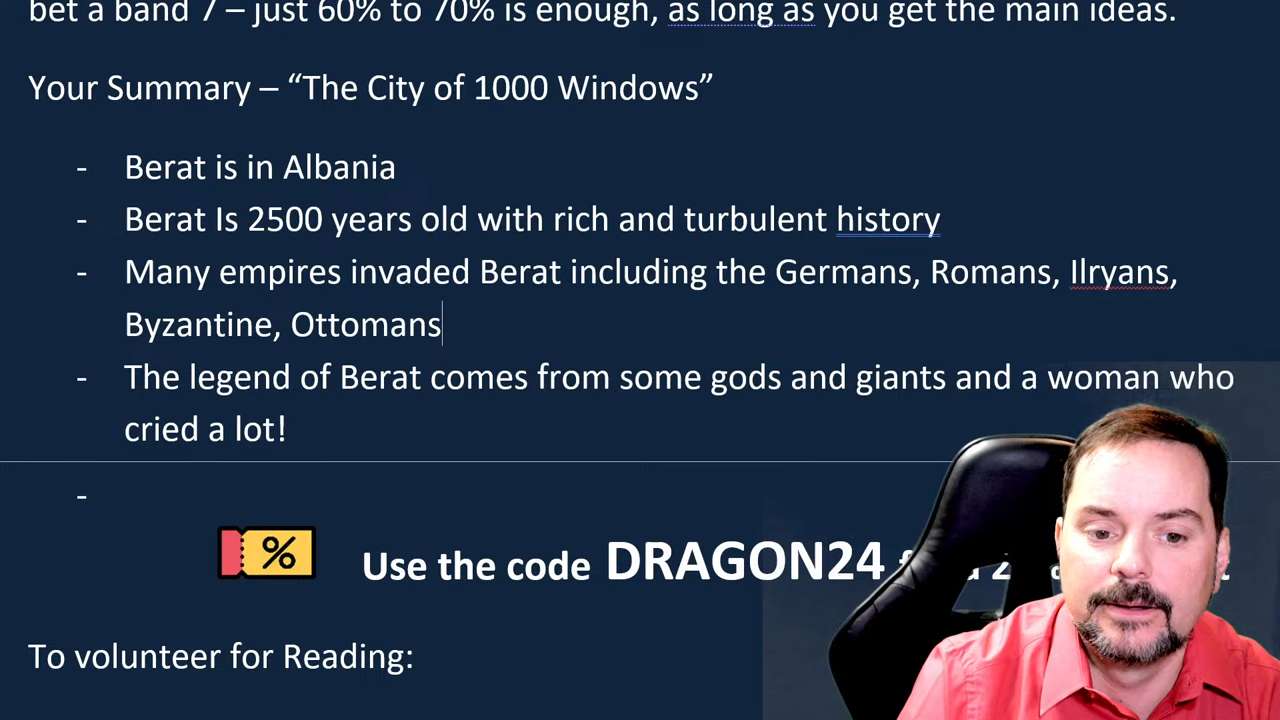 bet a band 7 – just 60% to 70% is enough, as long as you get the main ideas.
Your Summary – “The City of 1000 Windows”
- Berat is in Albania
- Berat Is 2500 years old with rich and turbulent history
- Many empires invaded Berat including the Germans, Romans, Ilryans,
Byzantine, Ottomans
- The legend of Berat comes from some gods and giants and a woman who
cried a lot!
-
%
Use the code DRAGON24
To volunteer for Reading: